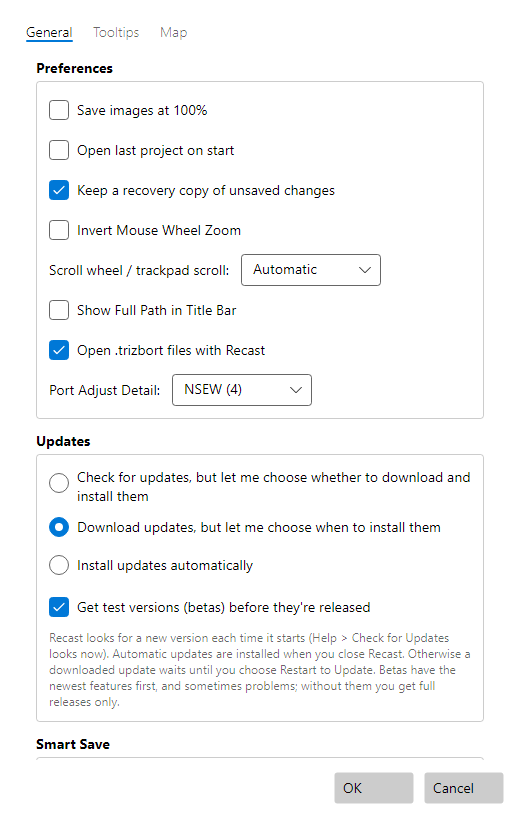 General Tooltips Map
Preferences
Save images at 100%
Open last project on start
Keep a recovery copy of unsaved changes
Invert Mouse Wheel Zoom
Scroll wheel / trackpad scroll: Automatic
Show Full Path in Title Bar
Open .trizbort files with Recast
Port Adjust Detail: NSEW (4)
Updates
Check for updates, but let me choose whether to download and
install them
Download updates, but let me choose when to install them
Install updates automatically
Get test versions (betas) before they're released
Recast looks for a new version each time it starts (Help > Check for Updates
looks now). Automatic updates are installed when you close Recast. Otherwise a
downloaded update waits until you choose Restart to Update. Betas have the
newest features first, and sometimes problems; without them you get full
releases only.
Smart Save
OK Cancel